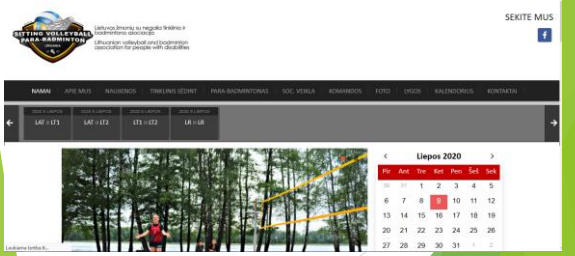 SEKITE MUS
SITTING VOLLEYBALL
PARA-BADMINTON
LITHUANIA
Lietuvos žmonių su negalia tinklinio ir
badmintono asociacija
Lithuanian volleyball and badminton
association for people with disabilities
NAMAI APIE MUS NAUJIENOS TINKLINIS SĖDINT PARA-BADMINTONAS SOC. VEIKLA KOMANDOS FOTO LYGOS KALENDORIUS KONTAKTAI
LAT LT1 LAT LT2 LT1 LT2 LR LR
Liepos 2020
Pir Ant Tre Ket Pen Šeš Sek
30 31 1 2 3 4 5
6 7 8 9 10 11 12
13 14 15 16 17 18 19
20 21 22 23 24 25 26
27 28 29 30 31 1 2